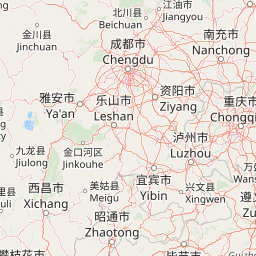 北川县
Beichuan
江油市
Jiangyou
金川县
Jinchuan
南充市
Nanchong
成都市
Chengdu
资阳市
Ziyang
雅安市
Ya'an
乐山市
Leshan
重庆市
泸州市
Luzhou
九龙县
Jiulong
金口河区
Jinkouhe
宜宾市
Yibin
兴文县
Xingwen
美姑县
Meigu
西昌市
Xichang
昭通市
Zhaotong